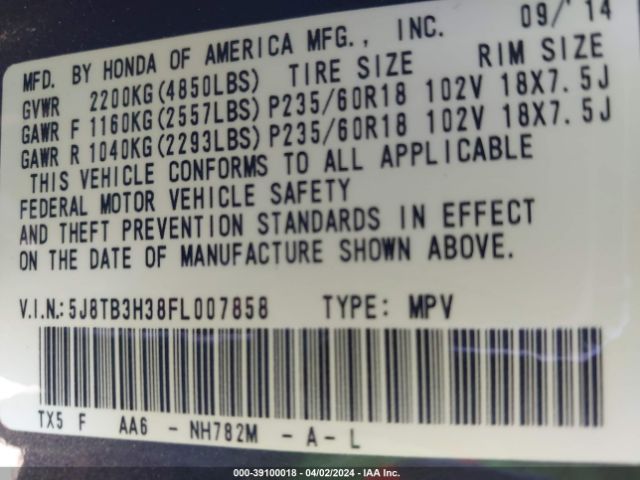 MFD. BY HONDA OF AMERICA MFG., INC. 09/'14
GVWR 2200KG(4850LBS) TIRE SIZE RIM SIZE
GAWR F 1160KG(2557LBS) P235/60R18 102V 18X7.5J
GAWR R 1040KG(2293LBS) P235/60R18 102V 18X7.5J
THIS VEHICLE CONFORMS TO ALL APPLICABLE
FEDERAL MOTOR VEHICLE SAFETY
AND THEFT PREVENTION STANDARDS IN EFFECT
ON THE DATE OF MANUFACTURE SHOWN ABOVE.
V.I.N.:5J8TB3H38FL007858 TYPE: MPV
TX5 F AA6 - NH782M - A - L
000-39100018 - 04/02/2024 - IAA Inc.